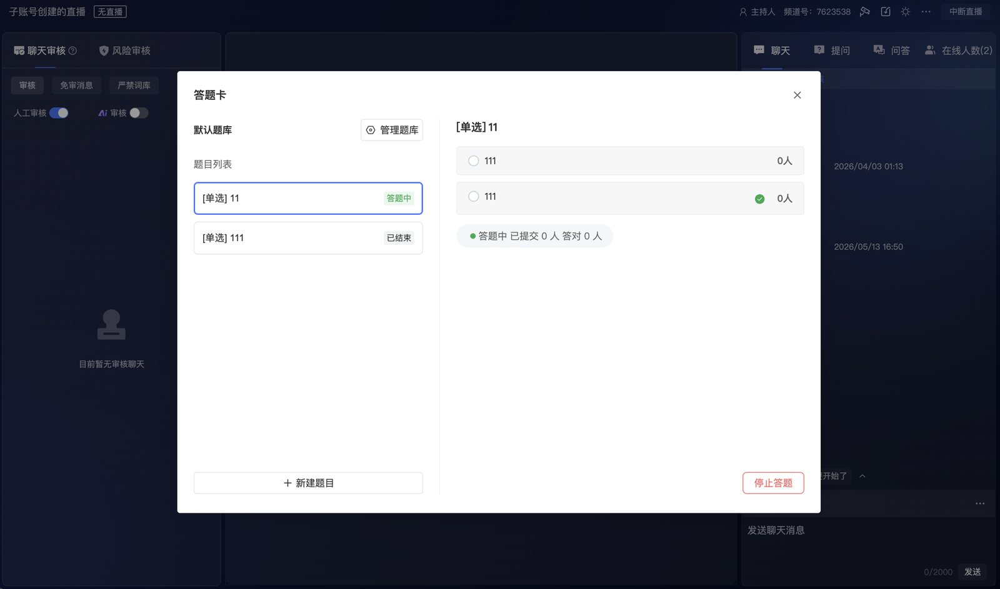 子账号创建的直播 无直播
主持人 频道号: 7623538 中断直播
聊天审核 风险审核
聊天 提问 问答 在线人数(2)
审核 免审消息 严禁词库
人工审核 Ai 审核
目前暂无审核聊天
答题卡
默认题库 管理题库
题目列表
[单选] 11 答题中
[单选] 111 已结束
新建题目
[单选] 11
111 0人
111 0人
答题中 已提交 0 人 答对 0 人
停止答题
2026/04/03 01:13
2026/05/13 16:50
开始了
发送聊天消息
0/2000 发送